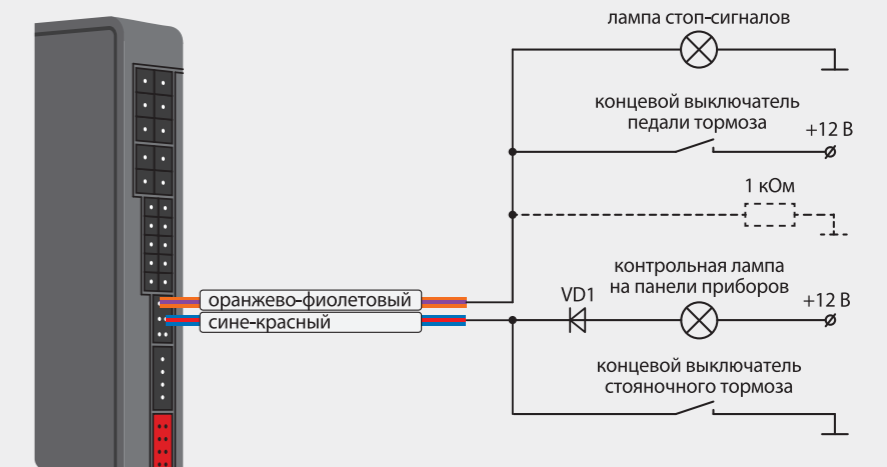 лампа стоп-сигналов
концевой выключатель
педали тормоза
+12 В
1 кОм
контрольная лампа
на панели приборов
+12 В
VD1
оранжево-фиолетовый
сине-красный
концевой выключатель
стояночного тормоза